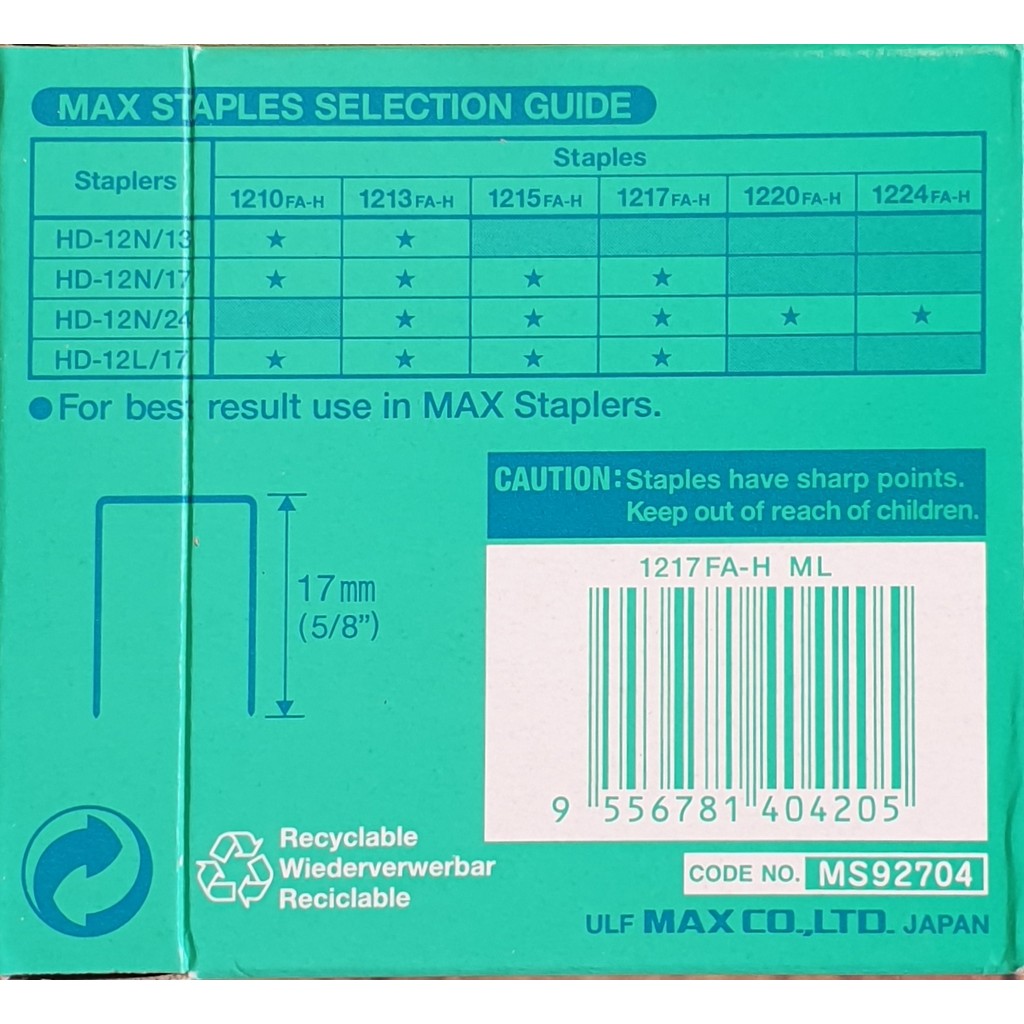 MAX STAPLES SELECTION GUIDE
Staplers Staples
1210FA-H 1213FA-H 1215FA-H 1217FA-H 1220FA-H 1224FA-H
HD-12N/13 ★ ★
HD-12N/17 ★ ★ ★ ★
HD-12N/24 ★ ★ ★ ★ ★
HD-12L/17 ★ ★ ★ ★
●For best result use in MAX Staplers.
CAUTION:Staples have sharp points.
Keep out of reach of children.
17mm
(5/8”)
1217FA-H ML
9 556781 404205
Recyclable
Wiederverwerbar
Reciclable
CODE NO. MS92704
ULF MAX CO.,LTD. JAPAN